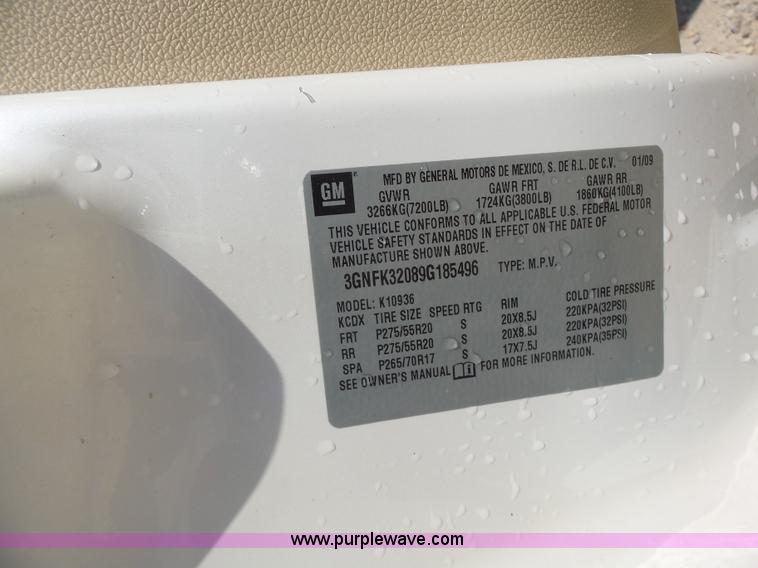 GM
MFD BY GENERAL MOTORS DE MEXICO, S. DE R.L. DE C.V. 01/09
GVWR GAWR FRT GAWR RR
3266KG(7200LB) 1724KG(3800LB) 1860KG(4100LB)
THIS VEHICLE CONFORMS TO ALL APPLICABLE U.S. FEDERAL MOTOR
VEHICLE SAFETY STANDARDS IN EFFECT ON THE DATE OF
MANUFACTURE SHOWN ABOVE.
3GNFK32089G185496 TYPE: M.P.V.
MODEL: K10936
KCDX TIRE SIZE SPEED RTG RIM COLD TIRE PRESSURE
FRT P275/55R20 S 20X8.5J 220KPA(32PSI)
RR P275/55R20 S 20X8.5J 220KPA(32PSI)
SPA P265/70R17 S 17X7.5J 240KPA(35PSI)
SEE OWNER'S MANUAL FOR MORE INFORMATION.
www.purplewave.com